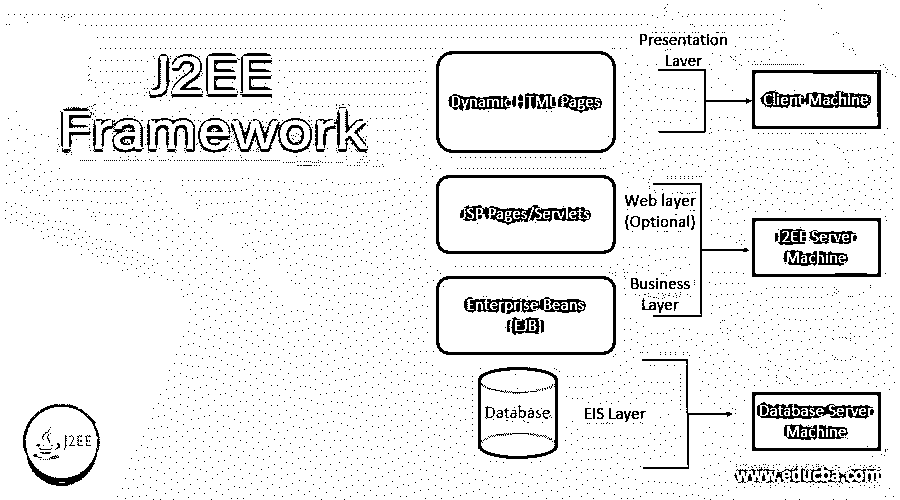 J2EE
Framework
Dynamic HTML Pages
Presentation
Layer
Client Machine
JSP Pages/Servlets
Web layer
(Optional)
J2EE Server
Machine
Enterprise Beans
(EJB)
Business
Layer
Database
EIS Layer
Database Server
Machine
J2EE
www.educba.com